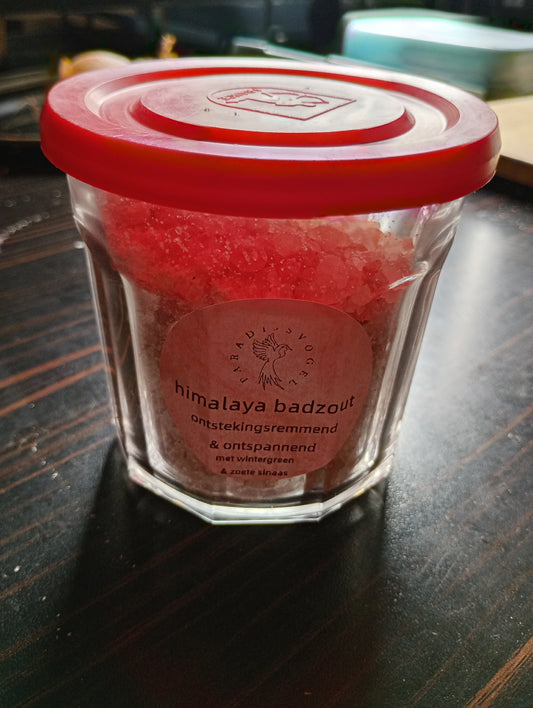 PARADIJSVOGEL
himalaya badzout
ontstekingsremmend
& ontspannend
met wintergreen
& zoete sinaas